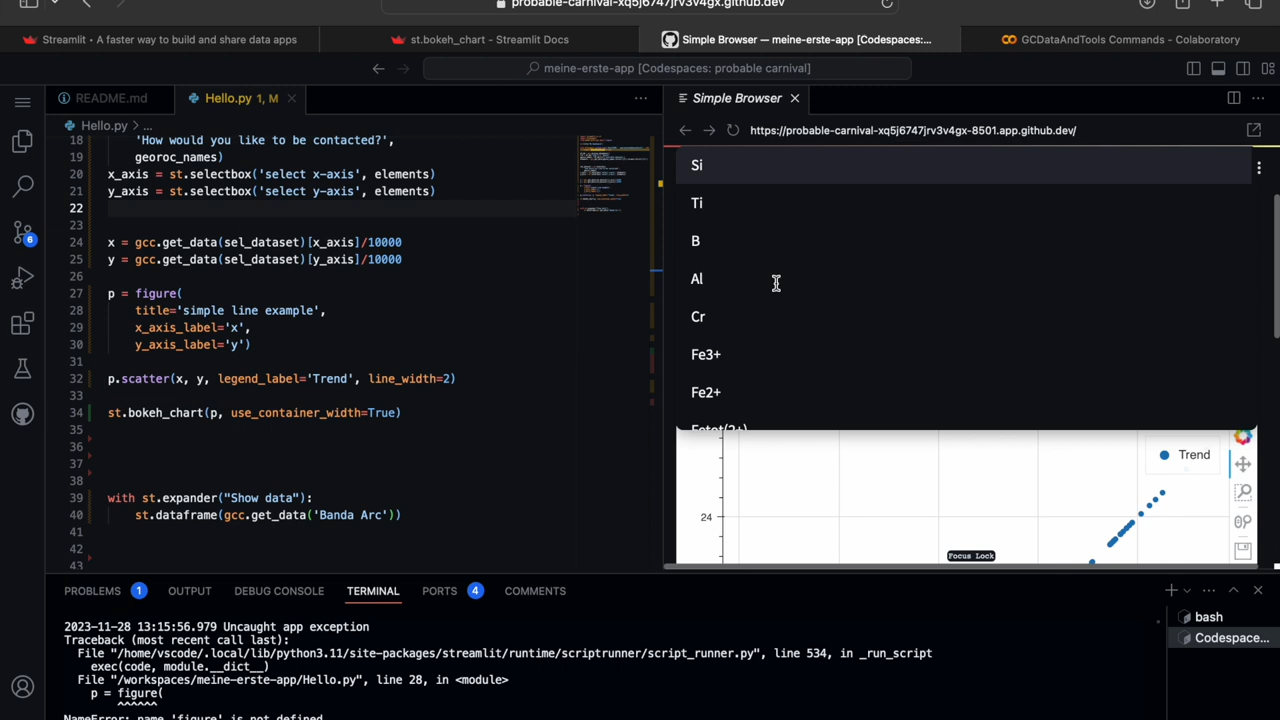 probable-carnival-xq5j6747jrv3v4gx.github.dev
Streamlit • A faster way to build and share data apps
st.bokeh_chart - Streamlit Docs
Simple Browser — meine-erste-app [Codespaces:...
GCDataAndTools Commands - Colaboratory
meine-erste-app [Codespaces: probable carnival]
README.md
Hello.py 1, M
Simple Browser
Hello.py > ...
https://probable-carnival-xq5j6747jrv3v4gx-8501.app.github.dev/
18 'How would you like to be contacted?',
19 georoc_names)
20 x_axis = st.selectbox('select x-axis', elements)
21 y_axis = st.selectbox('select y-axis', elements)
22
23
24 x = gcc.get_data(sel_dataset)[x_axis]/10000
25 y = gcc.get_data(sel_dataset)[y_axis]/10000
26
27 p = figure(
28 title='simple line example',
29 x_axis_label='x',
30 y_axis_label='y')
31
32 p.scatter(x, y, legend_label='Trend', line_width=2)
33
34 st.bokeh_chart(p, use_container_width=True)
35
36
37
38
39 with st.expander("Show data"):
40 st.dataframe(gcc.get_data('Banda Arc'))
41
42
43
6
Si
Ti
B
Al
Cr
Fe3+
Fe2+
Fetot(2+)
Trend
24
Focus Lock
PROBLEMS 1
OUTPUT
DEBUG CONSOLE
TERMINAL
PORTS 4
COMMENTS
bash
Codespace...
2023-11-28 13:15:56.979 Uncaught app exception
Traceback (most recent call last):
File "/home/vscode/.local/lib/python3.11/site-packages/streamlit/runtime/scriptrunner/script_runner.py", line 534, in _run_script
exec(code, module.__dict__)
File "/workspaces/meine-erste-app/Hello.py", line 28, in <module>
p = figure(
^^^^^^
NameError: name 'figure' is not defined